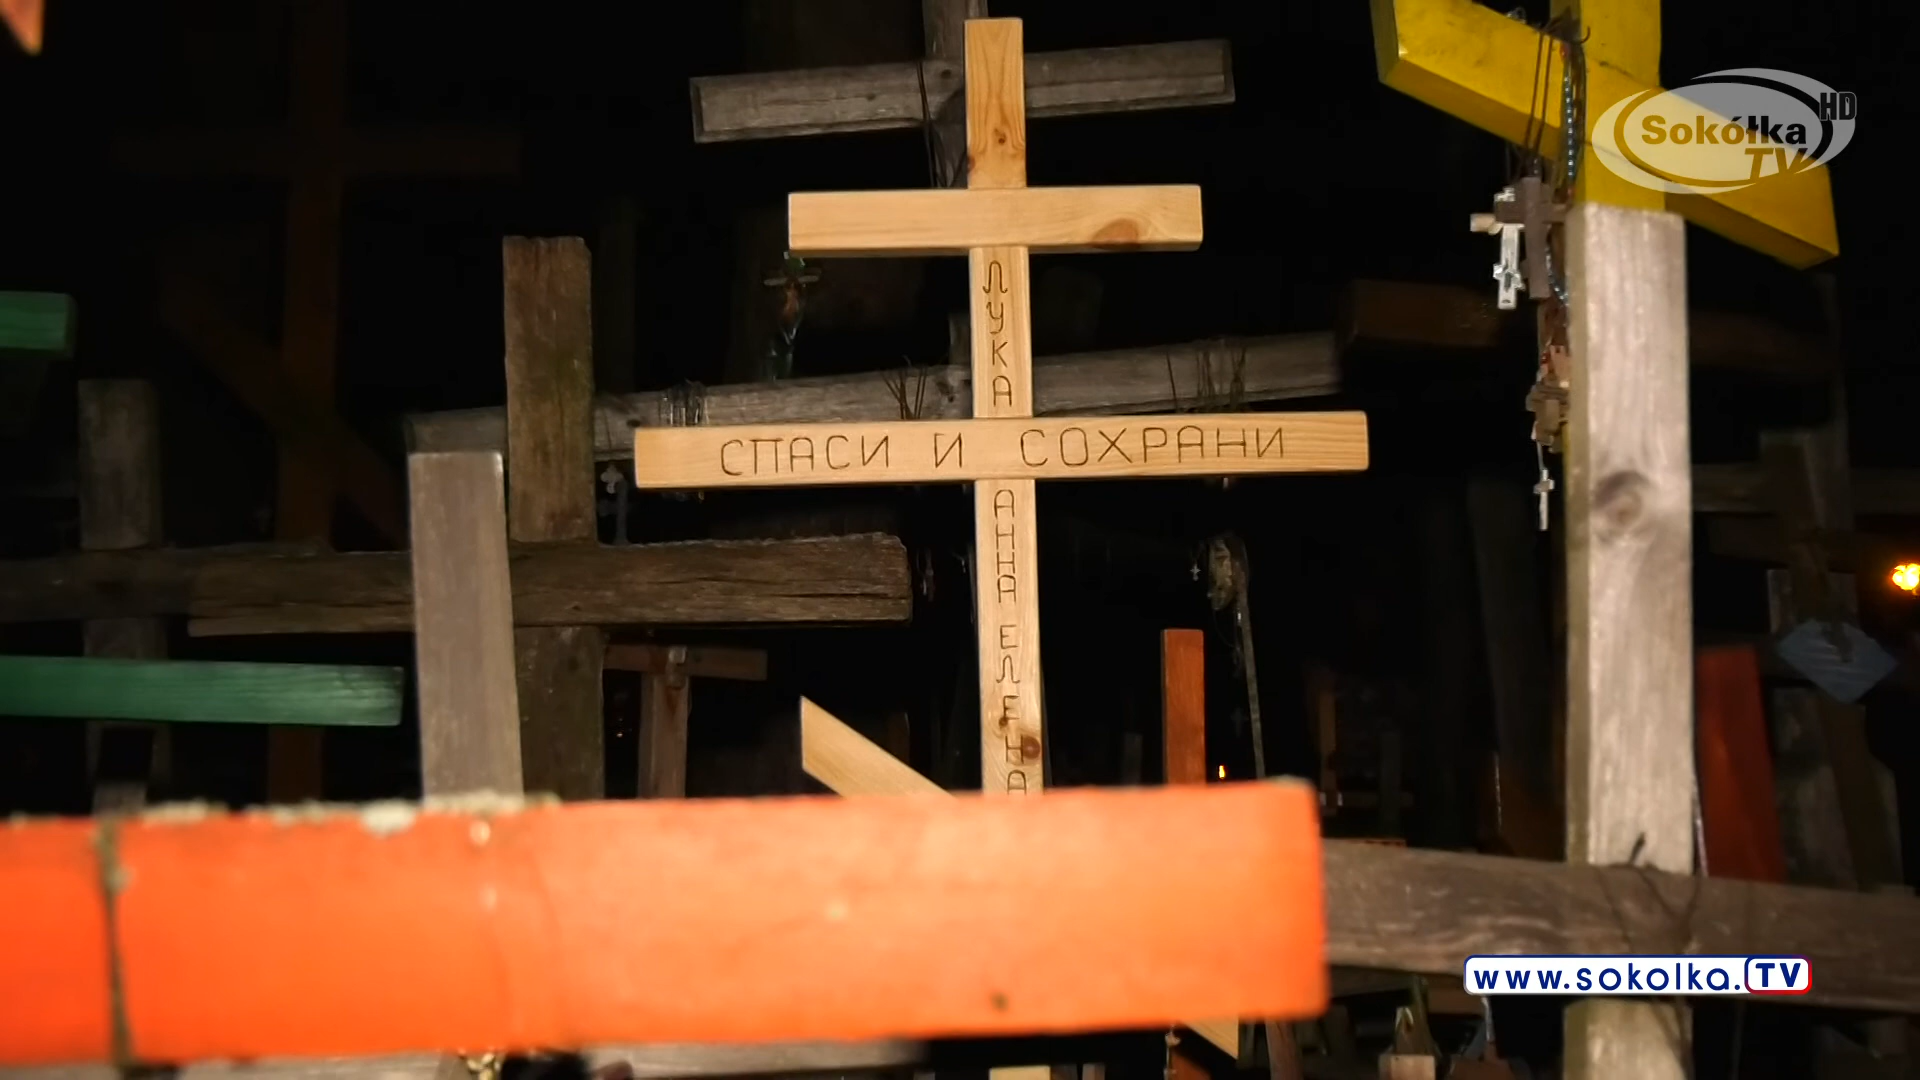 Sokółka HD
TV
ЛУКА
СПАСИ И СОХРАНИ
АННА ЕЛЕНА
www.sokolka.TV